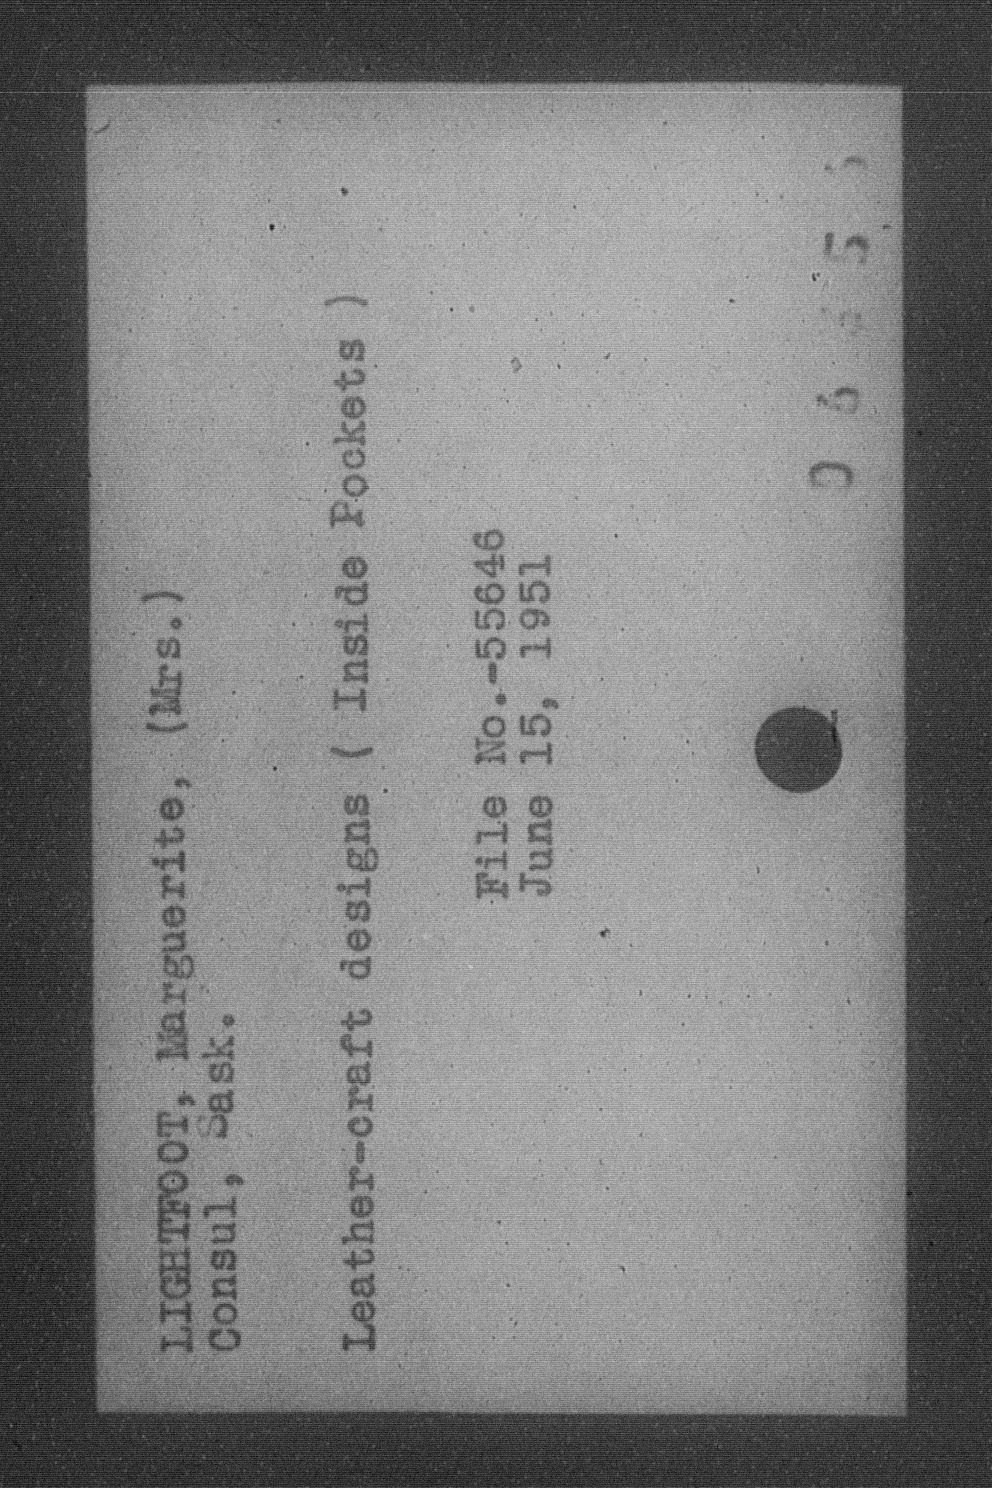 LIGHTFOOT, Marguerite, (Mrs.)
Consul, Sask.
Leather-craft designs ( Inside Pockets )
File No.-55646
June 15, 1951